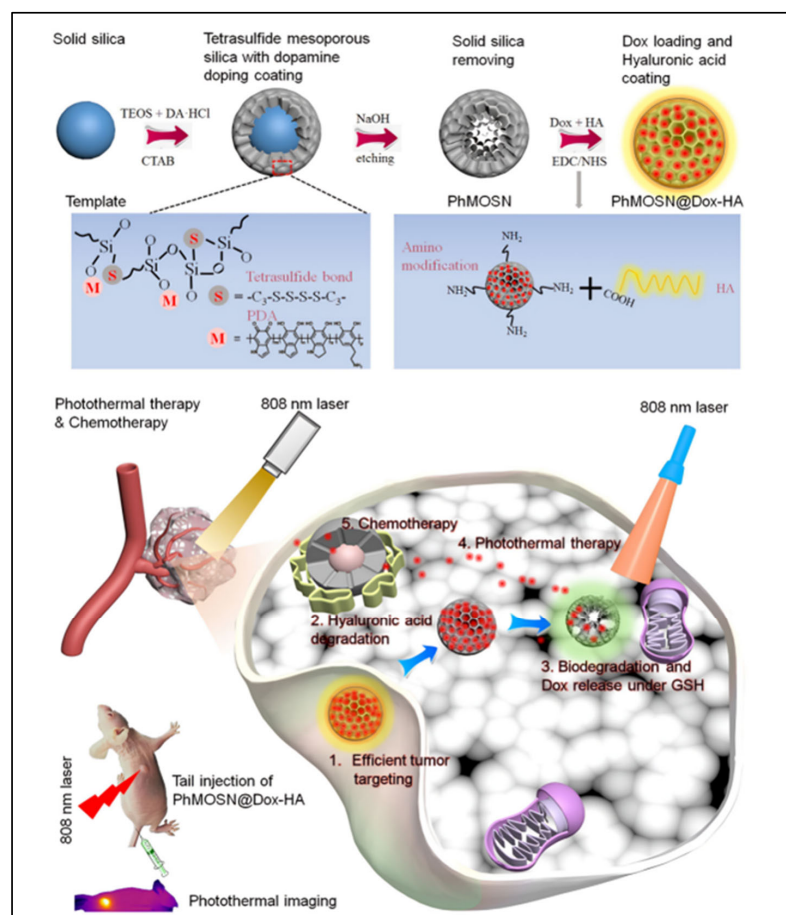 Solid silica
Tetrasulfide mesoporous
silica with dopamine
doping coating
Solid silica
removing
Dox loading and
Hyaluronic acid
coating
TEOS + DA·HCl
CTAB
NaOH
etching
Dox + HA
EDC/NHS
Template
PhMOSN
PhMOSN@Dox-HA
O
O
Si
O
O
S
M
Si
O
O
O
S
Si
O
Si
O
O
M
Tetrasulfide bond
S = -C3-S-S-S-S-C3-
PDA
M =
Amino
modification
NH2
NH2
NH2
NH2
+
COOH
HA
Photothermal therapy
& Chemotherapy
808 nm laser
808 nm laser
5. Chemotherapy
4. Photothermal therapy
2. Hyaluronic acid
degradation
3. Biodegradation and
Dox release under GSH
1. Efficient tumor
targeting
808 nm laser
Tail injection of
PhMOSN@Dox-HA
Photothermal imaging